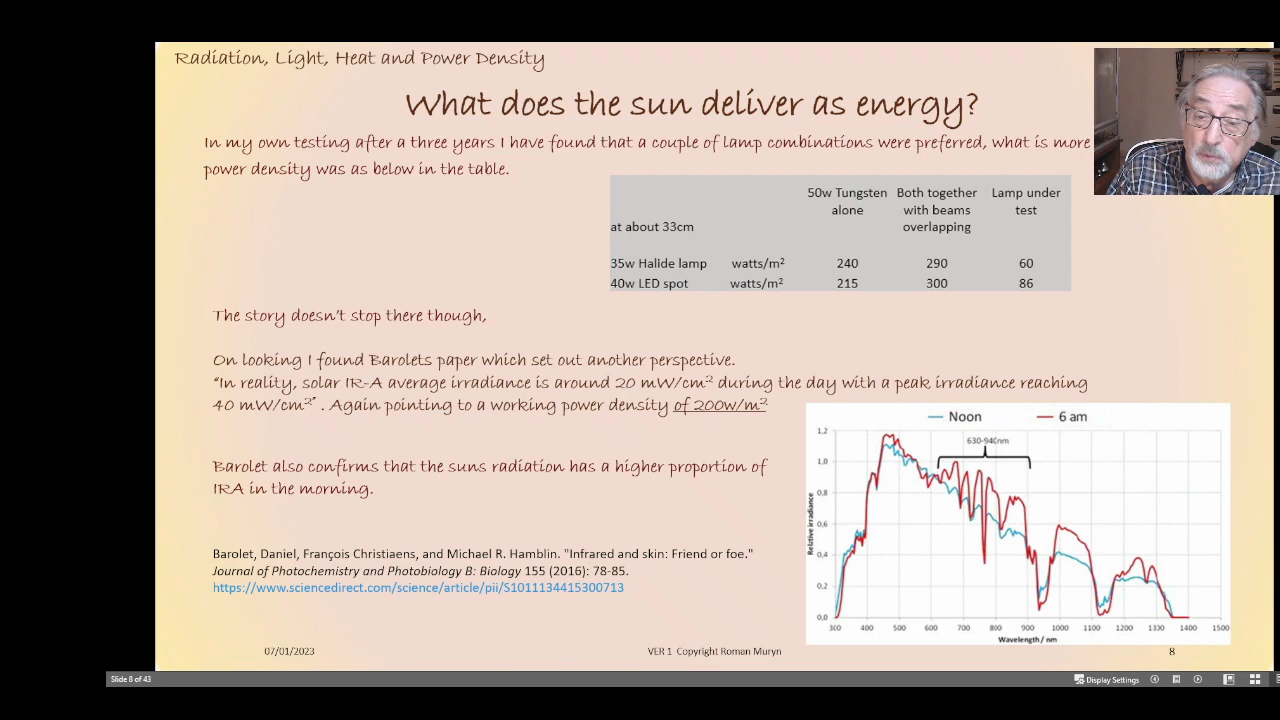 Radiation, Light, Heat and Power Density
What does the sun deliver as energy?
In my own testing after a three years I have found that a couple of lamp combinations were preferred, what is more
power density was as below in the table.
at about 33cm 50w Tungsten alone Both together with beams overlapping Lamp under test
35w Halide lamp watts/m² 240 290 60
40w LED spot watts/m² 215 300 86
The story doesn't stop there though,
On looking I found Barolets paper which set out another perspective.
"In reality, solar IR-A average irradiance is around 20 mW/cm² during the day with a peak irradiance reaching
40 mW/cm²" . Again pointing to a working power density of 200w/m²
Barolet also confirms that the suns radiation has a higher proportion of
IRA in the morning.
Noon 6 am
630-940nm
1,2
1,0
0,8
0,6
0,4
0,2
0,0
Relative irradiance
300 400 500 600 700 800 900 1000 1100 1200 1330 1400 1500
Wavelength / nm
Barolet, Daniel, François Christiaens, and Michael R. Hamblin. "Infrared and skin: Friend or foe."
Journal of Photochemistry and Photobiology B: Biology 155 (2016): 78-85.
https://www.sciencedirect.com/science/article/pii/S1011134415300713
07/01/2023 VER 1 Copyright Roman Muryn 8
Slide 8 of 43 Display Settings